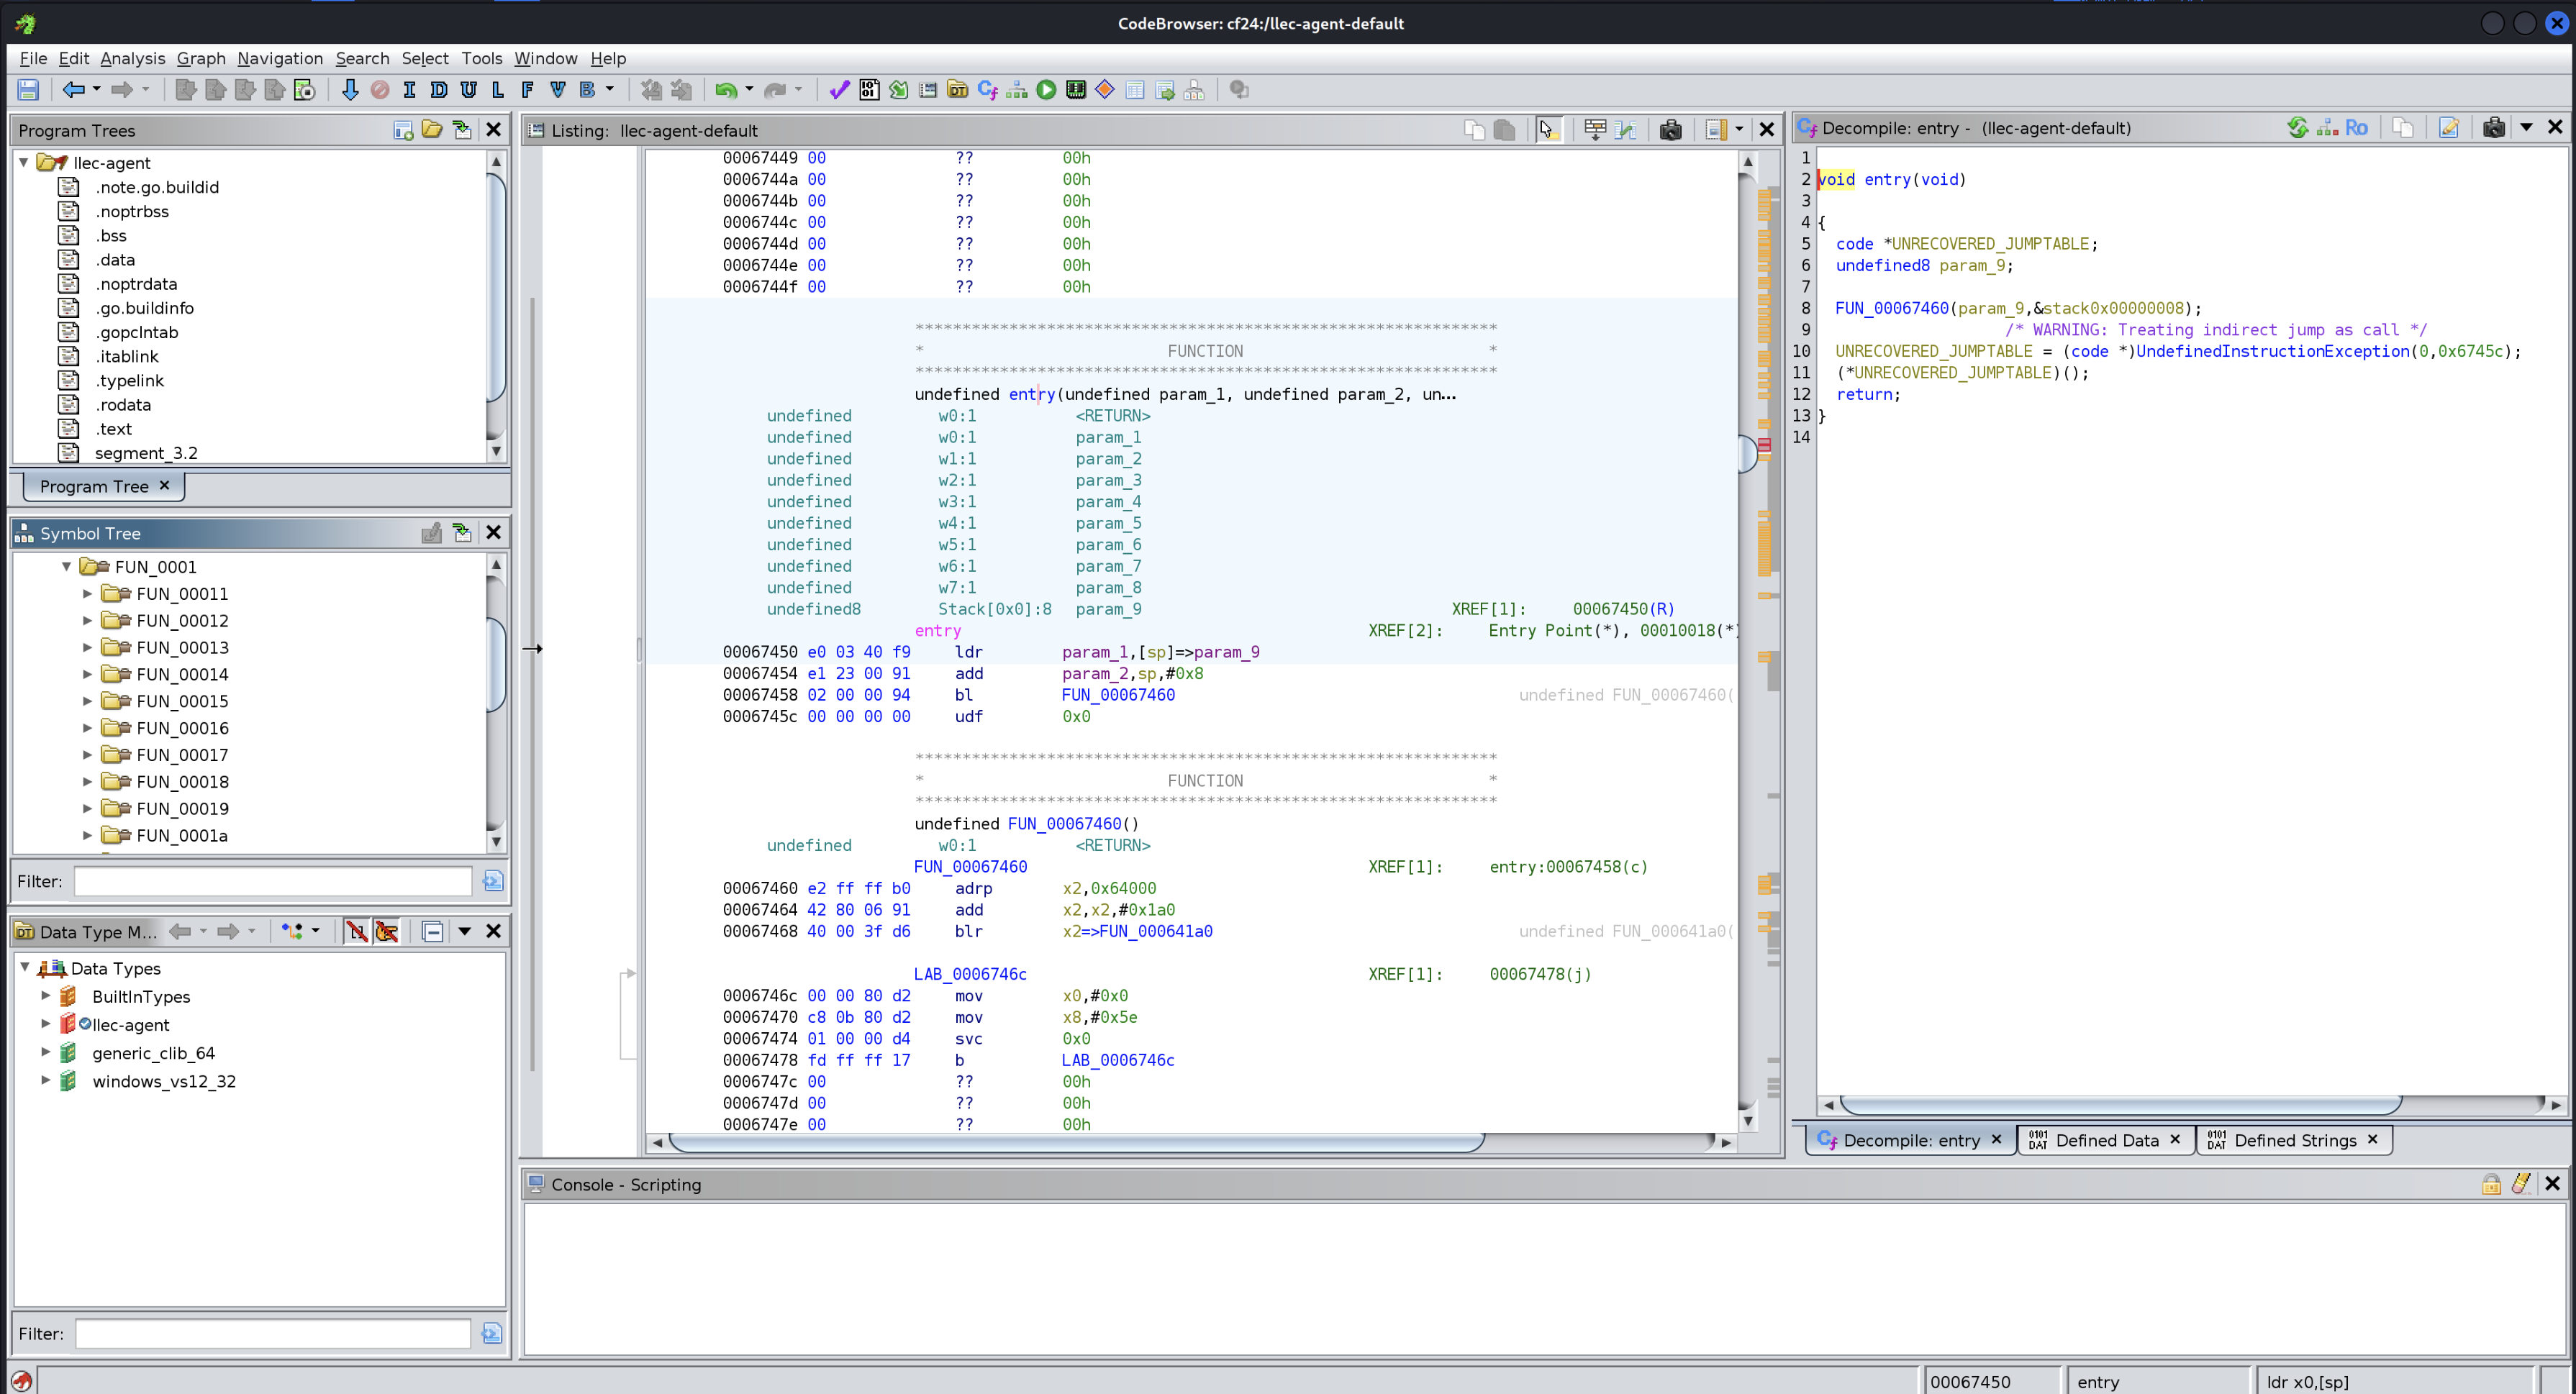 CodeBrowser: cf24:/llec-agent-default
File Edit Analysis Graph Navigation Search Select Tools Window Help
I D U L F V B
Program Trees
llec-agent
.note.go.buildid
.noptrbss
.bss
.data
.noptrdata
.go.buildinfo
.gopclntab
.itablink
.typelink
.rodata
.text
segment_3.2
Program Tree
Symbol Tree
FUN_0001
FUN_00011
FUN_00012
FUN_00013
FUN_00014
FUN_00015
FUN_00016
FUN_00017
FUN_00018
FUN_00019
FUN_0001a
Filter:
Data Type M...
Data Types
BuiltInTypes
llec-agent
generic_clib_64
windows_vs12_32
Filter:
Listing: llec-agent-default
00067449 00 ?? 00h
0006744a 00 ?? 00h
0006744b 00 ?? 00h
0006744c 00 ?? 00h
0006744d 00 ?? 00h
0006744e 00 ?? 00h
0006744f 00 ?? 00h
**************************************************************
* FUNCTION *
**************************************************************
undefined entry(undefined param_1, undefined param_2, un...
undefined w0:1 <RETURN>
undefined w0:1 param_1
undefined w1:1 param_2
undefined w2:1 param_3
undefined w3:1 param_4
undefined w4:1 param_5
undefined w5:1 param_6
undefined w6:1 param_7
undefined w7:1 param_8
undefined8 Stack[0x0]:8 param_9 XREF[1]: 00067450(R)
entry XREF[2]: Entry Point(*), 00010018(*)
00067450 e0 03 40 f9 ldr param_1,[sp]=>param_9
00067454 e1 23 00 91 add param_2,sp,#0x8
00067458 02 00 00 94 bl FUN_00067460 undefined FUN_00067460(
0006745c 00 00 00 00 udf 0x0
**************************************************************
* FUNCTION *
**************************************************************
undefined FUN_00067460()
undefined w0:1 <RETURN>
FUN_00067460 XREF[1]: entry:00067458(c)
00067460 e2 ff ff b0 adrp x2,0x64000
00067464 42 80 06 91 add x2,x2,#0x1a0
00067468 40 00 3f d6 blr x2=>FUN_000641a0 undefined FUN_000641a0(
LAB_0006746c XREF[1]: 00067478(j)
0006746c 00 00 80 d2 mov x0,#0x0
00067470 c8 0b 80 d2 mov x8,#0x5e
00067474 01 00 00 d4 svc 0x0
00067478 fd ff ff 17 b LAB_0006746c
0006747c 00 ?? 00h
0006747d 00 ?? 00h
0006747e 00 ?? 00h
Decompile: entry - (llec-agent-default)
Ro
1
2 void entry(void)
3
4 {
5 code *UNRECOVERED_JUMPTABLE;
6 undefined8 param_9;
7
8 FUN_00067460(param_9,&stack0x00000008);
9 /* WARNING: Treating indirect jump as call */
10 UNRECOVERED_JUMPTABLE = (code *)UndefinedInstructionException(0,0x6745c);
11 (*UNRECOVERED_JUMPTABLE)();
12 return;
13 }
14
Decompile: entry
Defined Data
Defined Strings
Console - Scripting
00067450 entry ldr x0,[sp]